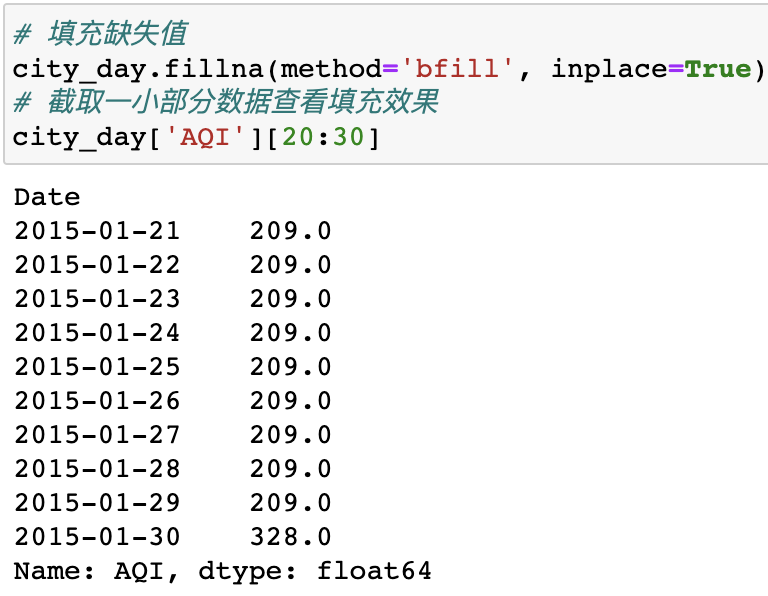 # 填充缺失值
city_day.fillna(method='bfill', inplace=True)
# 截取一小部分数据查看填充效果
city_day['AQI'][20:30]
Date
2015-01-21    209.0
2015-01-22    209.0
2015-01-23    209.0
2015-01-24    209.0
2015-01-25    209.0
2015-01-26    209.0
2015-01-27    209.0
2015-01-28    209.0
2015-01-29    209.0
2015-01-30    328.0
Name: AQI, dtype: float64